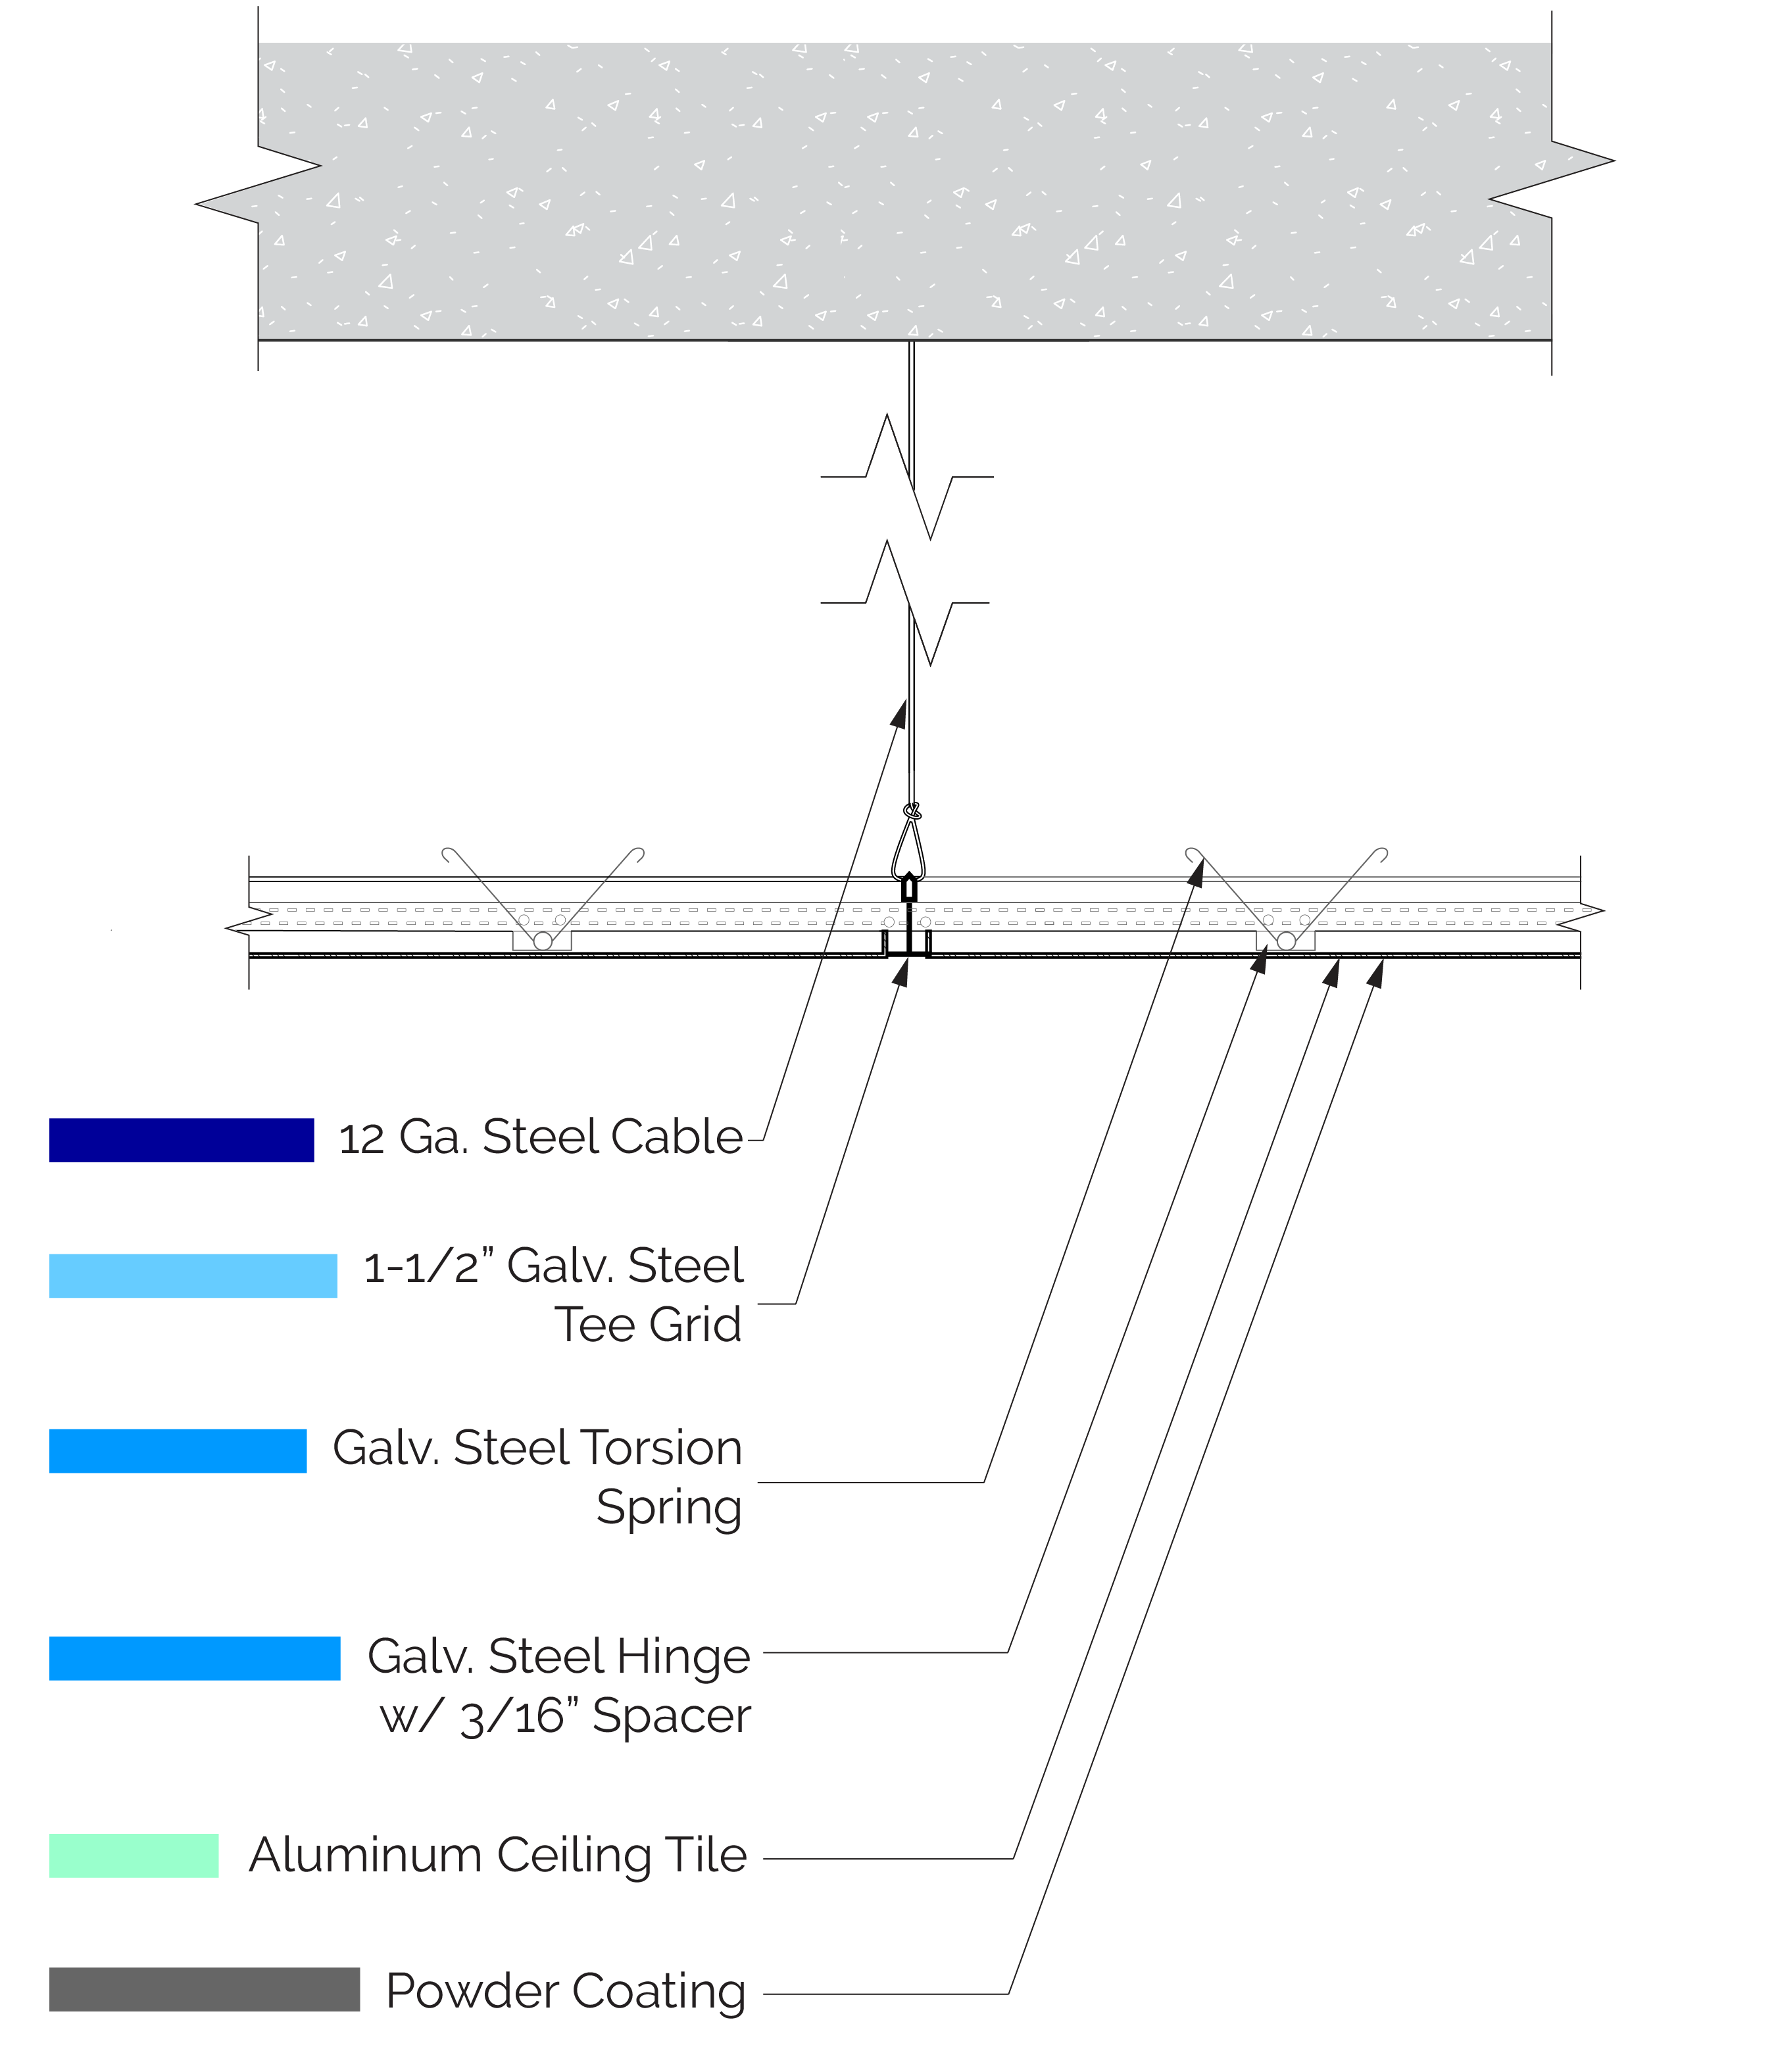 12 Ga. Steel Cable
1-1/2” Galv. Steel
Tee Grid
Galv. Steel Torsion
Spring
Galv. Steel Hinge
w/ 3/16” Spacer
Aluminum Ceiling Tile
Powder Coating